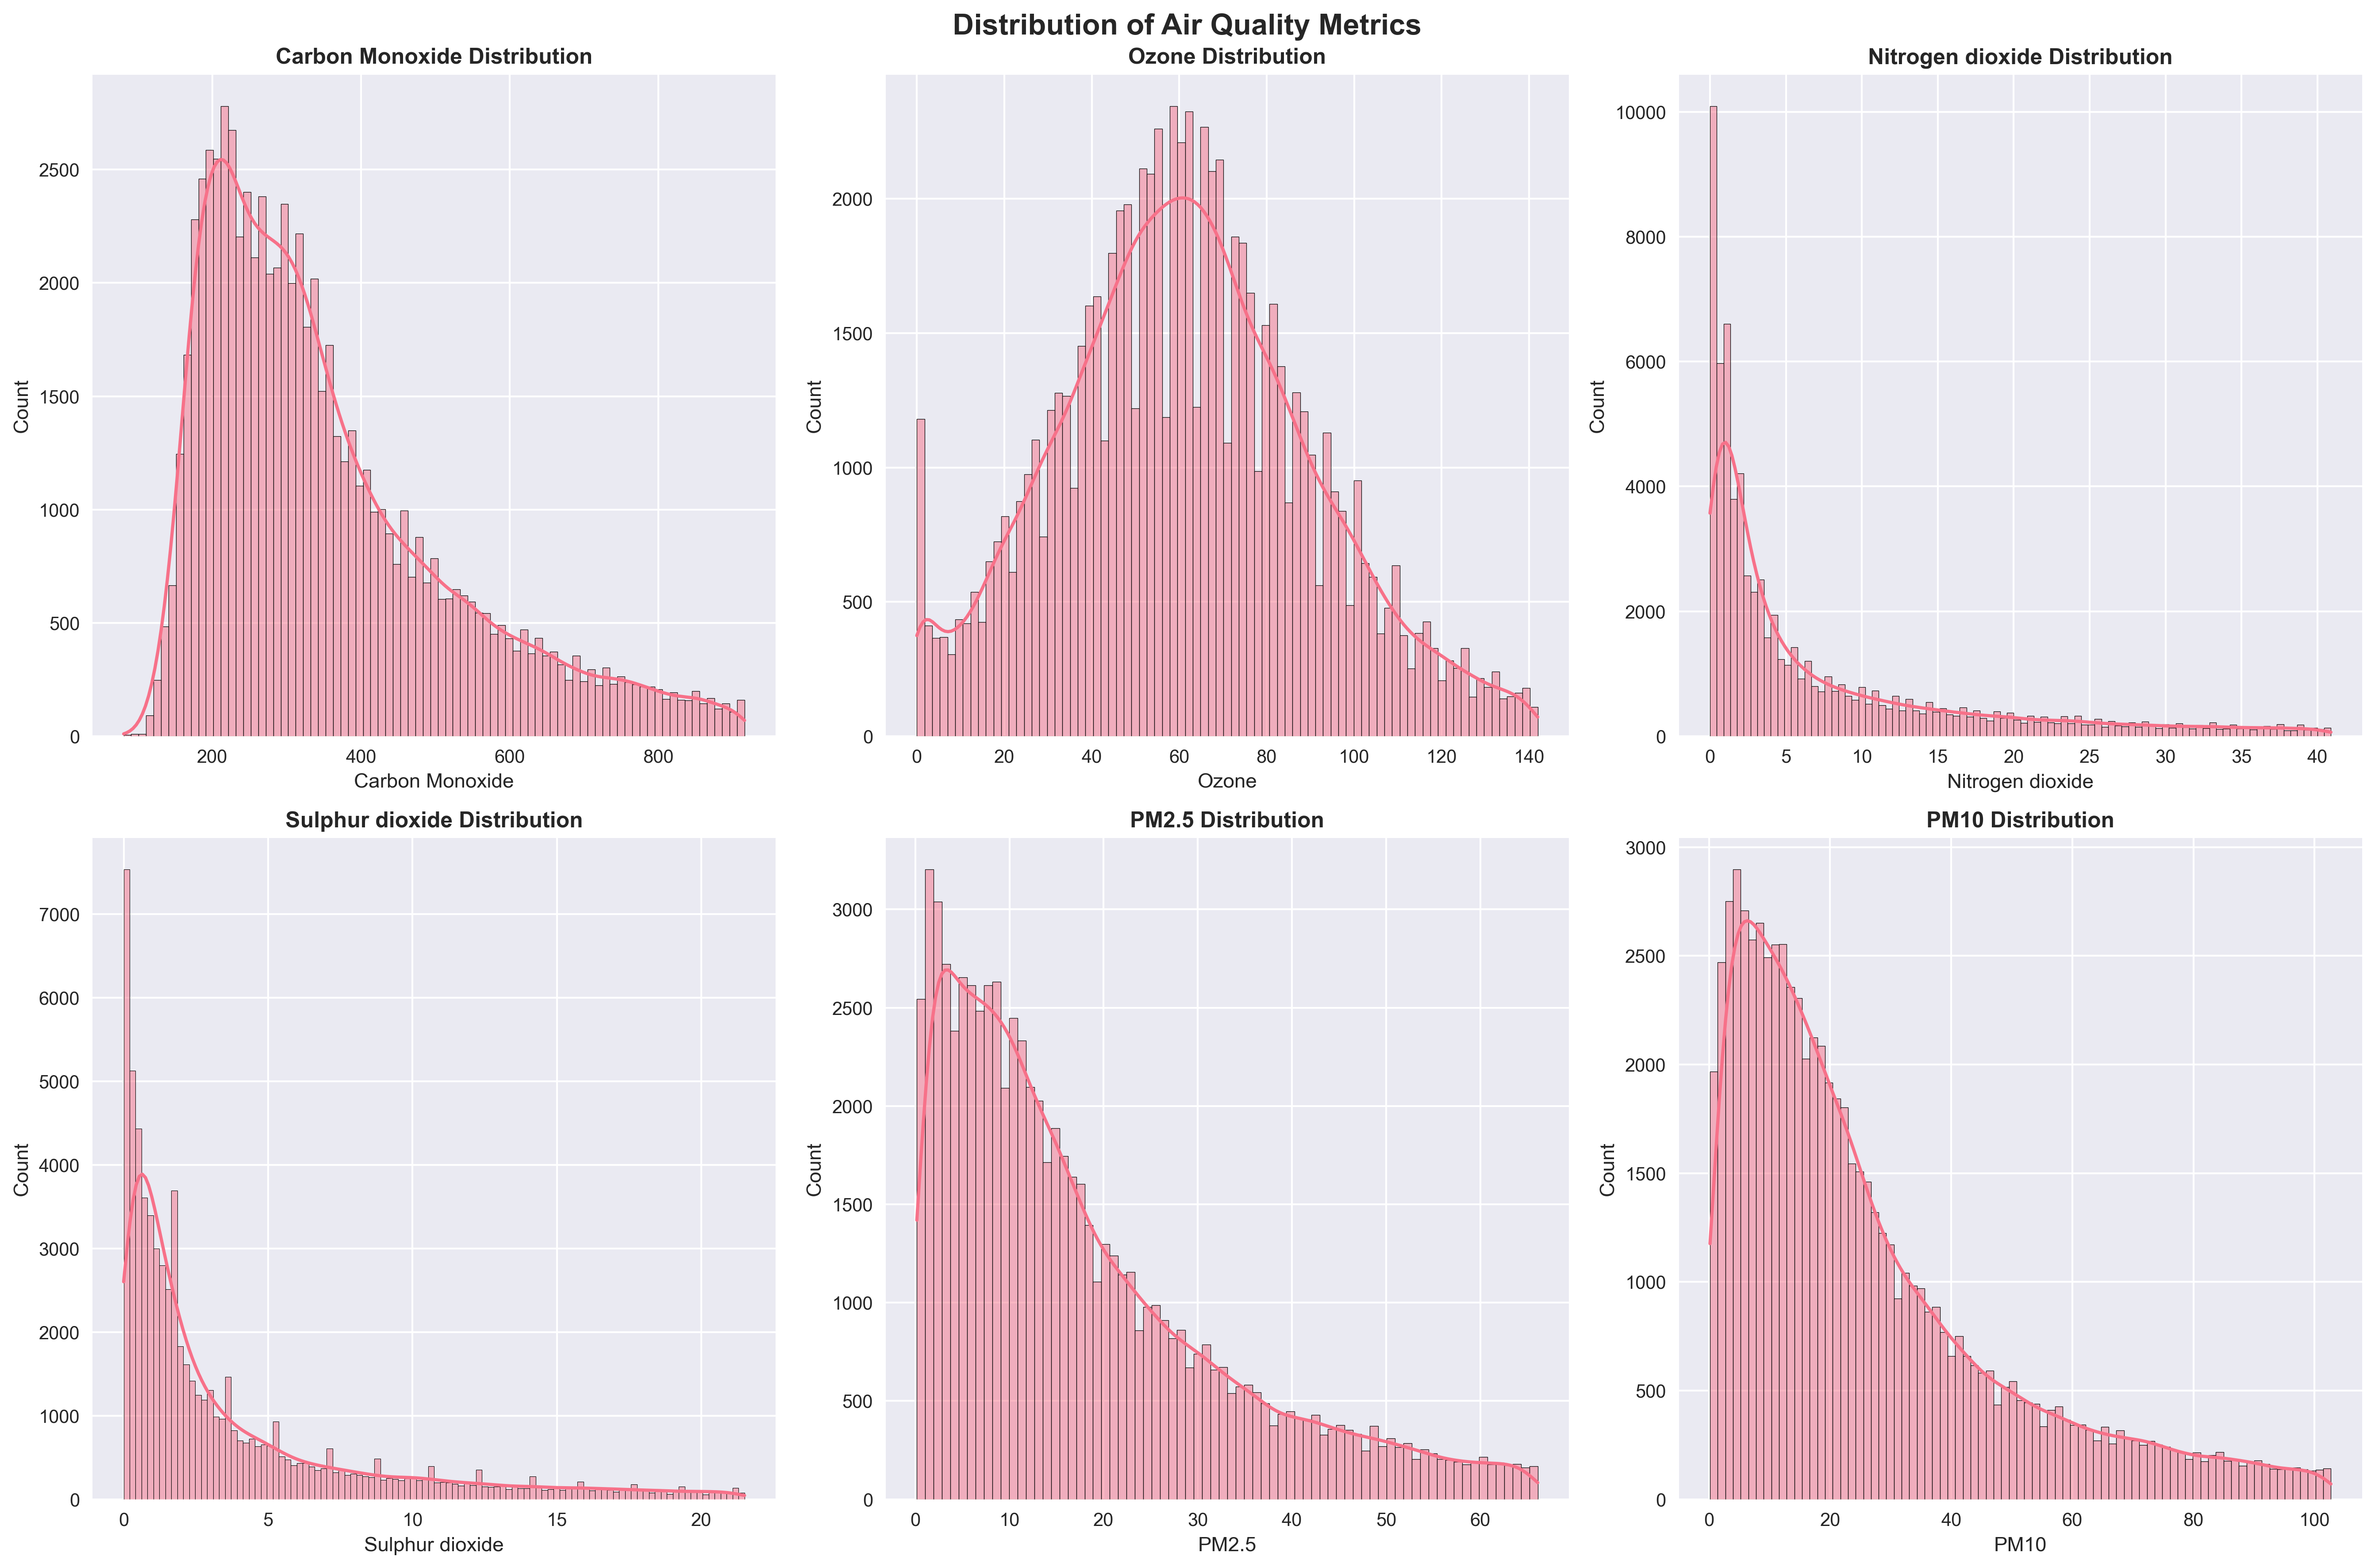 Distribution of Air Quality Metrics
Carbon Monoxide Distribution
Count
2500
2000
1500
1000
500
0
200 400 600 800
Carbon Monoxide
Ozone Distribution
Count
2000
1500
1000
500
0
0 20 40 60 80 100 120 140
Ozone
Nitrogen dioxide Distribution
Count
10000
8000
6000
4000
2000
0
0 5 10 15 20 25 30 35 40
Nitrogen dioxide
Sulphur dioxide Distribution
Count
7000
6000
5000
4000
3000
2000
1000
0
0 5 10 15 20
Sulphur dioxide
PM2.5 Distribution
Count
3000
2500
2000
1500
1000
500
0
0 10 20 30 40 50 60
PM2.5
PM10 Distribution
Count
3000
2500
2000
1500
1000
500
0
0 20 40 60 80 100
PM10